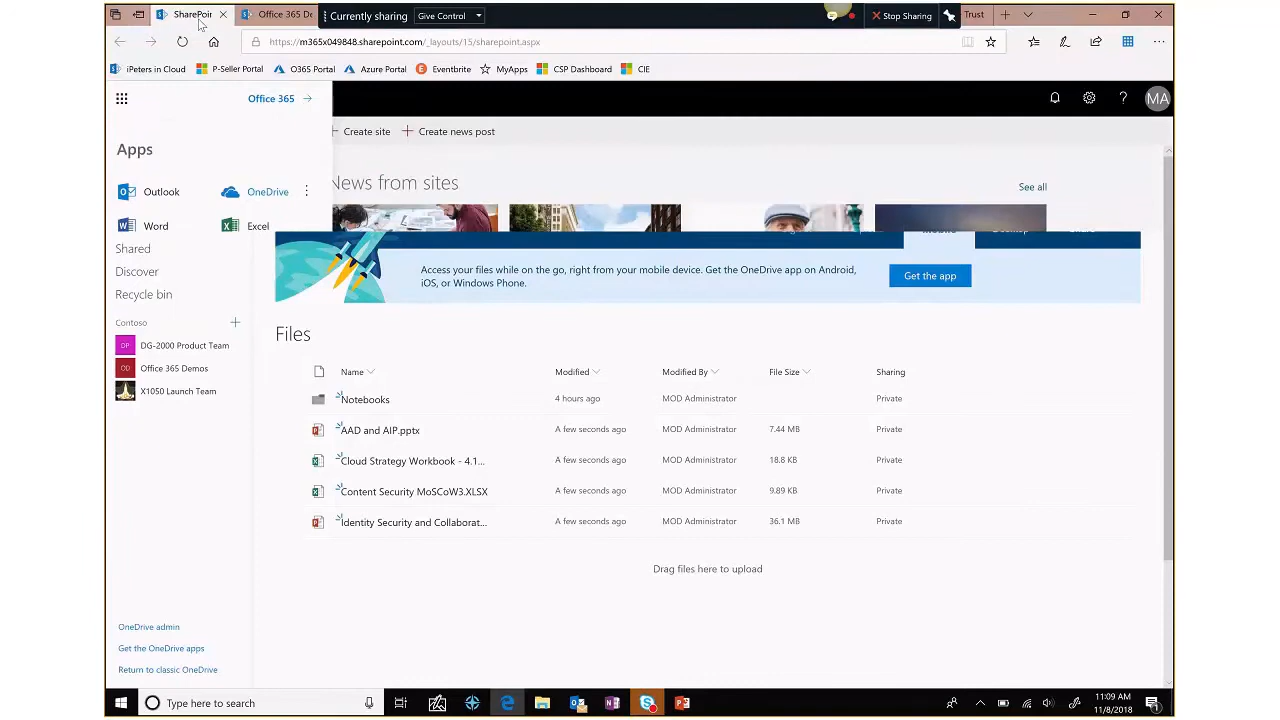 SharePoir
Office 365 De
Currently sharing
Give Control
Stop Sharing
Trust
https://m365x049848.sharepoint.com/_layouts/15/sharepoint.aspx
iPeters in Cloud
P-Seller Portal
O365 Portal
Azure Portal
Eventbrite
MyApps
CSP Dashboard
CIE
Office 365 →
MA
Create site
Create news post
Apps
News from sites
See all
Outlook
OneDrive
Word
Excel
Shared
Discover
Recycle bin
Access your files while on the go, right from your mobile device. Get the OneDrive app on Android,
iOS, or Windows Phone.
Get the app
Contoso
DP
DG-2000 Product Team
OD
Office 365 Demos
X1050 Launch Team
Files
Name
Modified
Modified By
File Size
Sharing
Notebooks
4 hours ago
MOD Administrator
Private
AAD and AIP.pptx
A few seconds ago
MOD Administrator
7.44 MB
Private
Cloud Strategy Workbook - 4.1...
A few seconds ago
MOD Administrator
18.8 KB
Private
Content Security MoSCoW3.XLSX
A few seconds ago
MOD Administrator
9.89 KB
Private
Identity Security and Collaborat...
A few seconds ago
MOD Administrator
36.1 MB
Private
Drag files here to upload
OneDrive admin
Get the OneDrive apps
Return to classic OneDrive
Type here to search
11:09 AM
11/8/2018